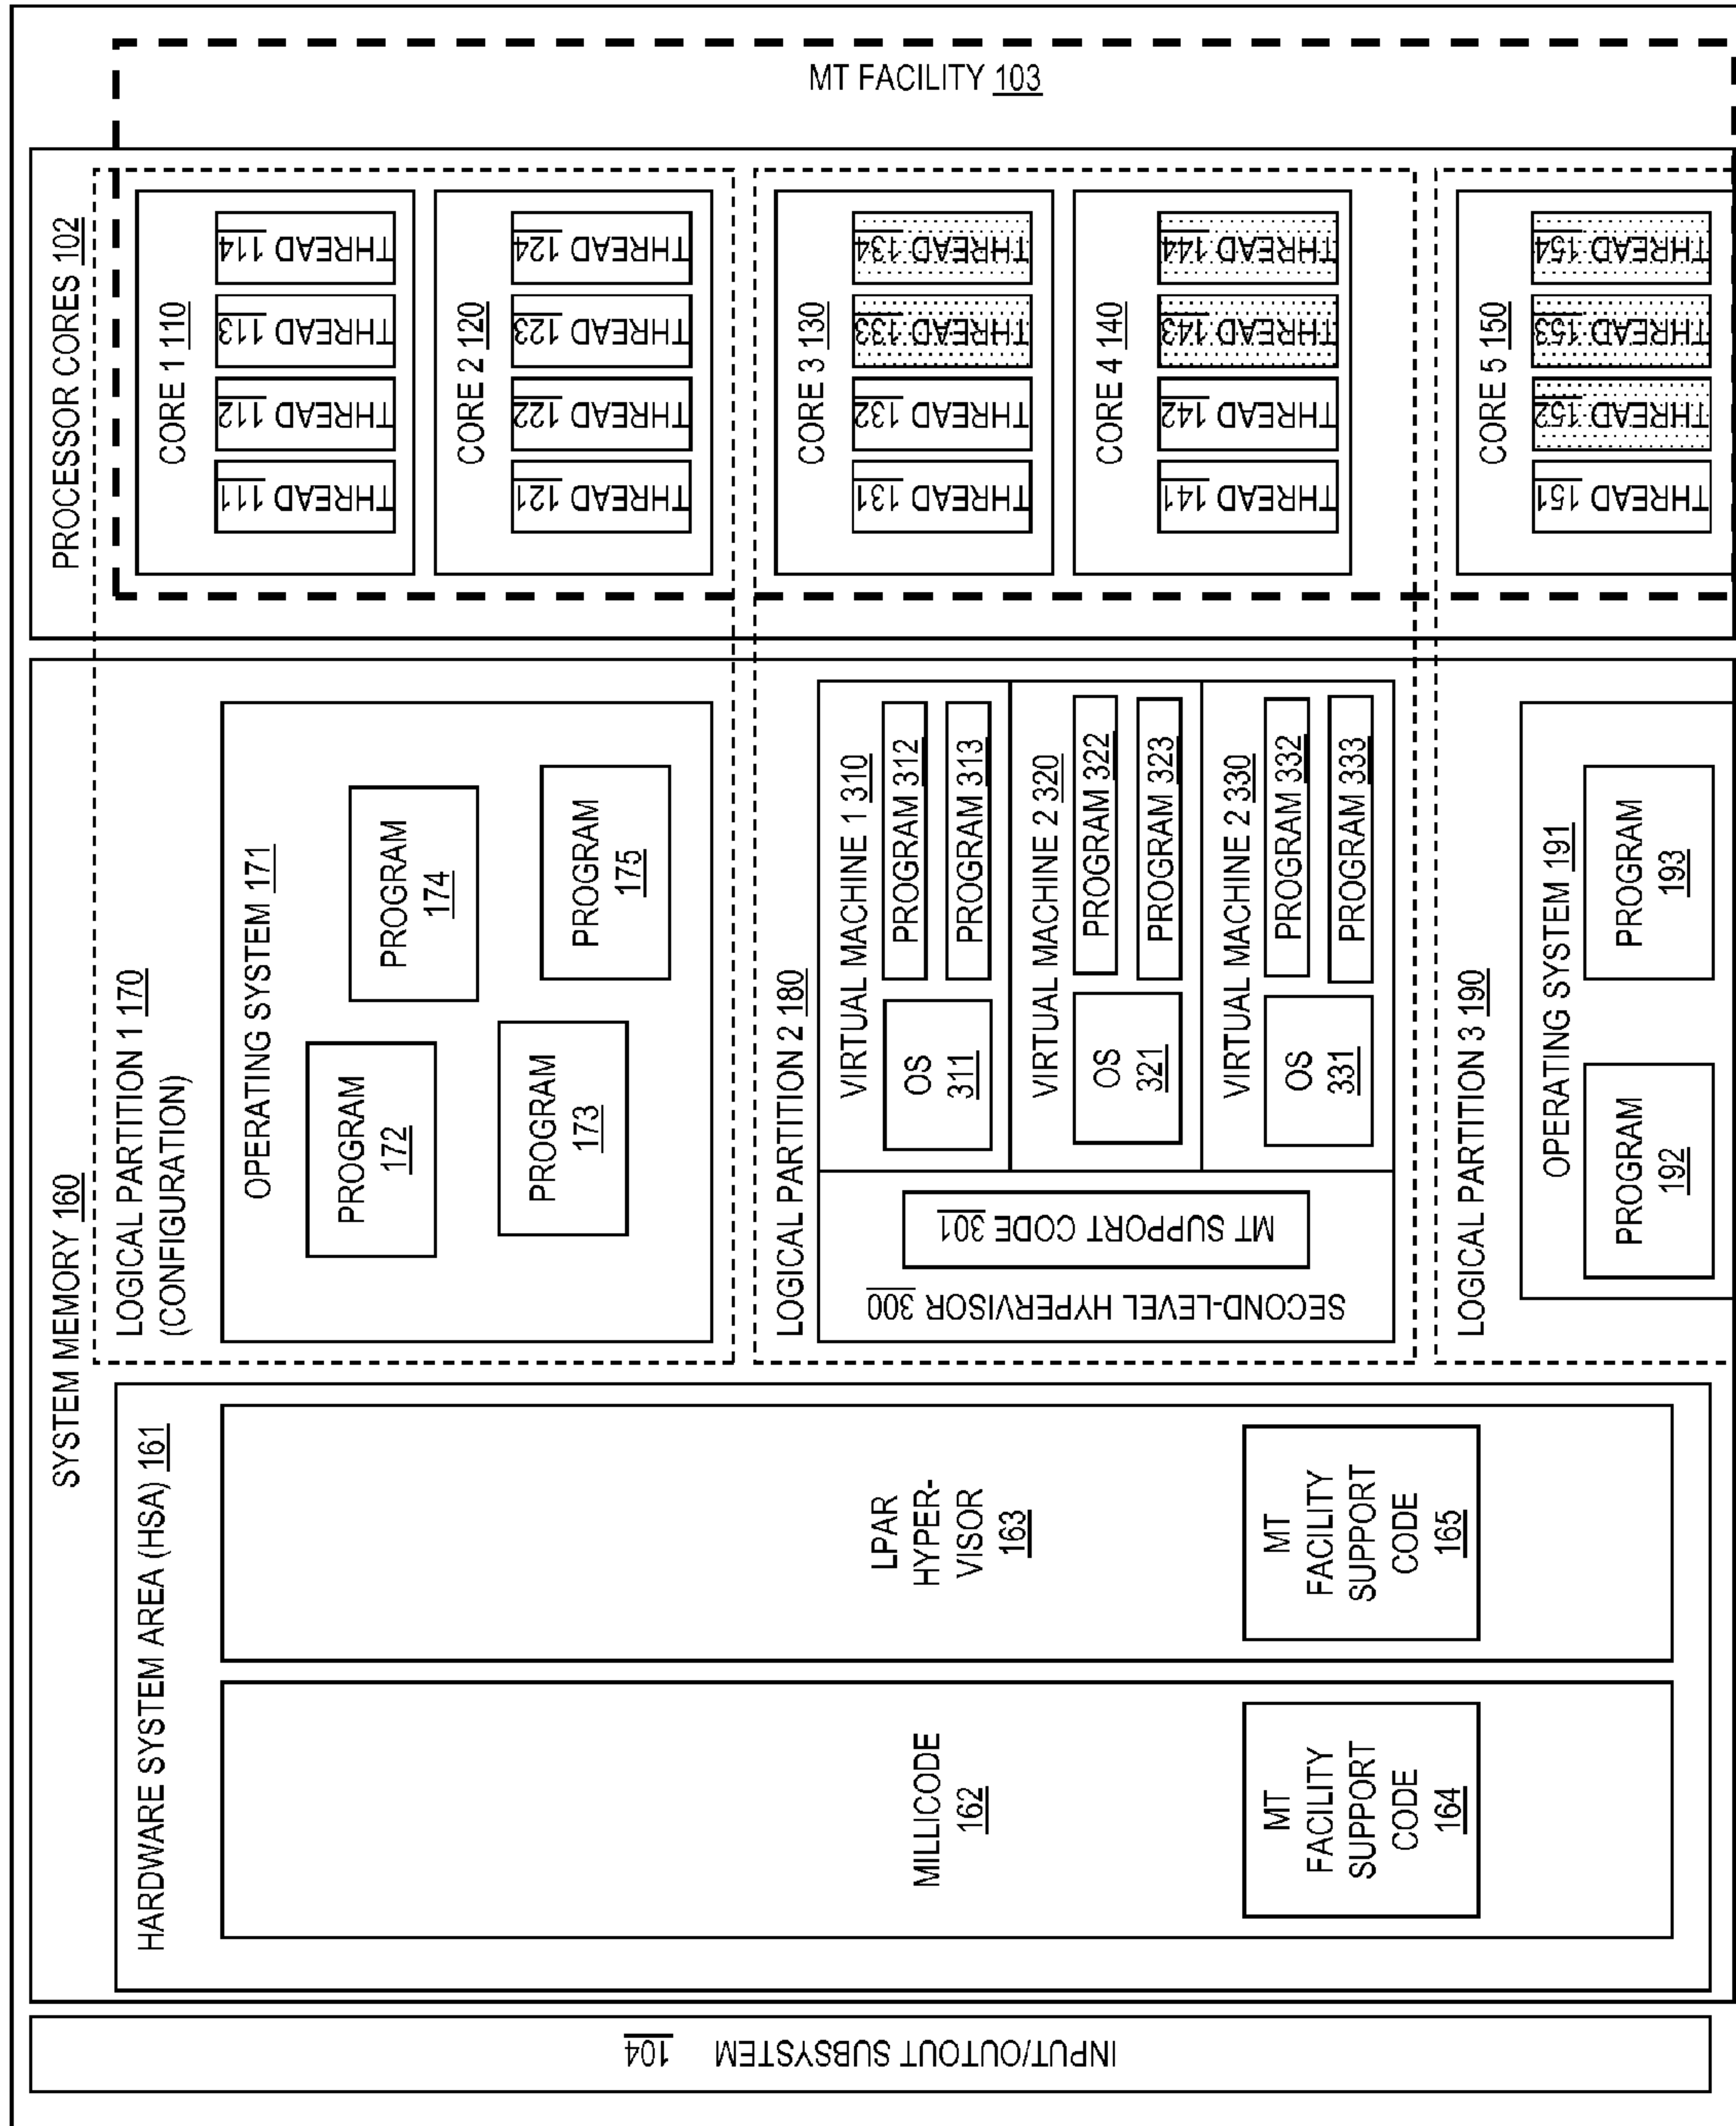 PROCESSOR CORES 102
MT FACILITY 103
CORE 1 110
THREAD 111
THREAD 112
THREAD 113
THREAD 114
CORE 2 120
THREAD 121
THREAD 122
THREAD 123
THREAD 124
CORE 3 130
THREAD 131
THREAD 132
THREAD 133
THREAD 134
CORE 4 140
THREAD 141
THREAD 142
THREAD 143
THREAD 144
CORE 5 150
THREAD 151
THREAD 152
THREAD 153
THREAD 154
SYSTEM MEMORY 160
LOGICAL PARTITION 1 170
(CONFIGURATION)
OPERATING SYSTEM 171
PROGRAM
172
PROGRAM
173
PROGRAM
174
PROGRAM
175
LOGICAL PARTITION 2 180
SECOND-LEVEL HYPERVISOR 300
MT SUPPORT CODE 301
VIRTUAL MACHINE 1 310
OS
311
PROGRAM 312
PROGRAM 313
VIRTUAL MACHINE 2 320
OS
321
PROGRAM 322
PROGRAM 323
VIRTUAL MACHINE 2 330
OS
331
PROGRAM 332
PROGRAM 333
LOGICAL PARTITION 3 190
OPERATING SYSTEM 191
PROGRAM
192
PROGRAM
193
HARDWARE SYSTEM AREA (HSA) 161
MILLICODE
162
MT
FACILITY
SUPPORT
CODE
164
LPAR
HYPER-
VISOR
163
MT
FACILITY
SUPPORT
CODE
165
INPUT/OUTOUT SUBSYSTEM 104